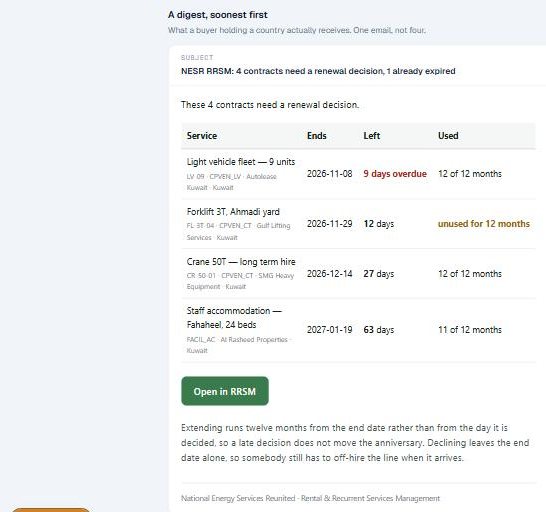 A digest, soonest first
What a buyer holding a country actually receives. One email, not four.
SUBJECT
NESR RRSM: 4 contracts need a renewal decision, 1 already expired
These 4 contracts need a renewal decision.
Service Ends Left Used
Light vehicle fleet — 9 units
LV-09 · CPVEN_LV · Autolease
Kuwait · Kuwait
2026-11-08 9 days overdue 12 of 12 months
Forklift 3T, Ahmadi yard
FL-3T-04 · CPVEN_CT · Gulf Lifting
Services · Kuwait
2026-11-29 12 days unused for 12 months
Crane 50T — long term hire
CR-50-01 · CPVEN_CT · SMG Heavy
Equipment · Kuwait
2026-12-14 27 days 12 of 12 months
Staff accommodation —
Fahaheel, 24 beds
FACIL_AC · Al Rasheed Properties ·
Kuwait
2027-01-19 63 days 11 of 12 months
Open in RRSM
Extending runs twelve months from the end date rather than from the day it is
decided, so a late decision does not move the anniversary. Declining leaves the end
date alone, so somebody still has to off-hire the line when it arrives.
National Energy Services Reunited · Rental & Recurrent Services Management